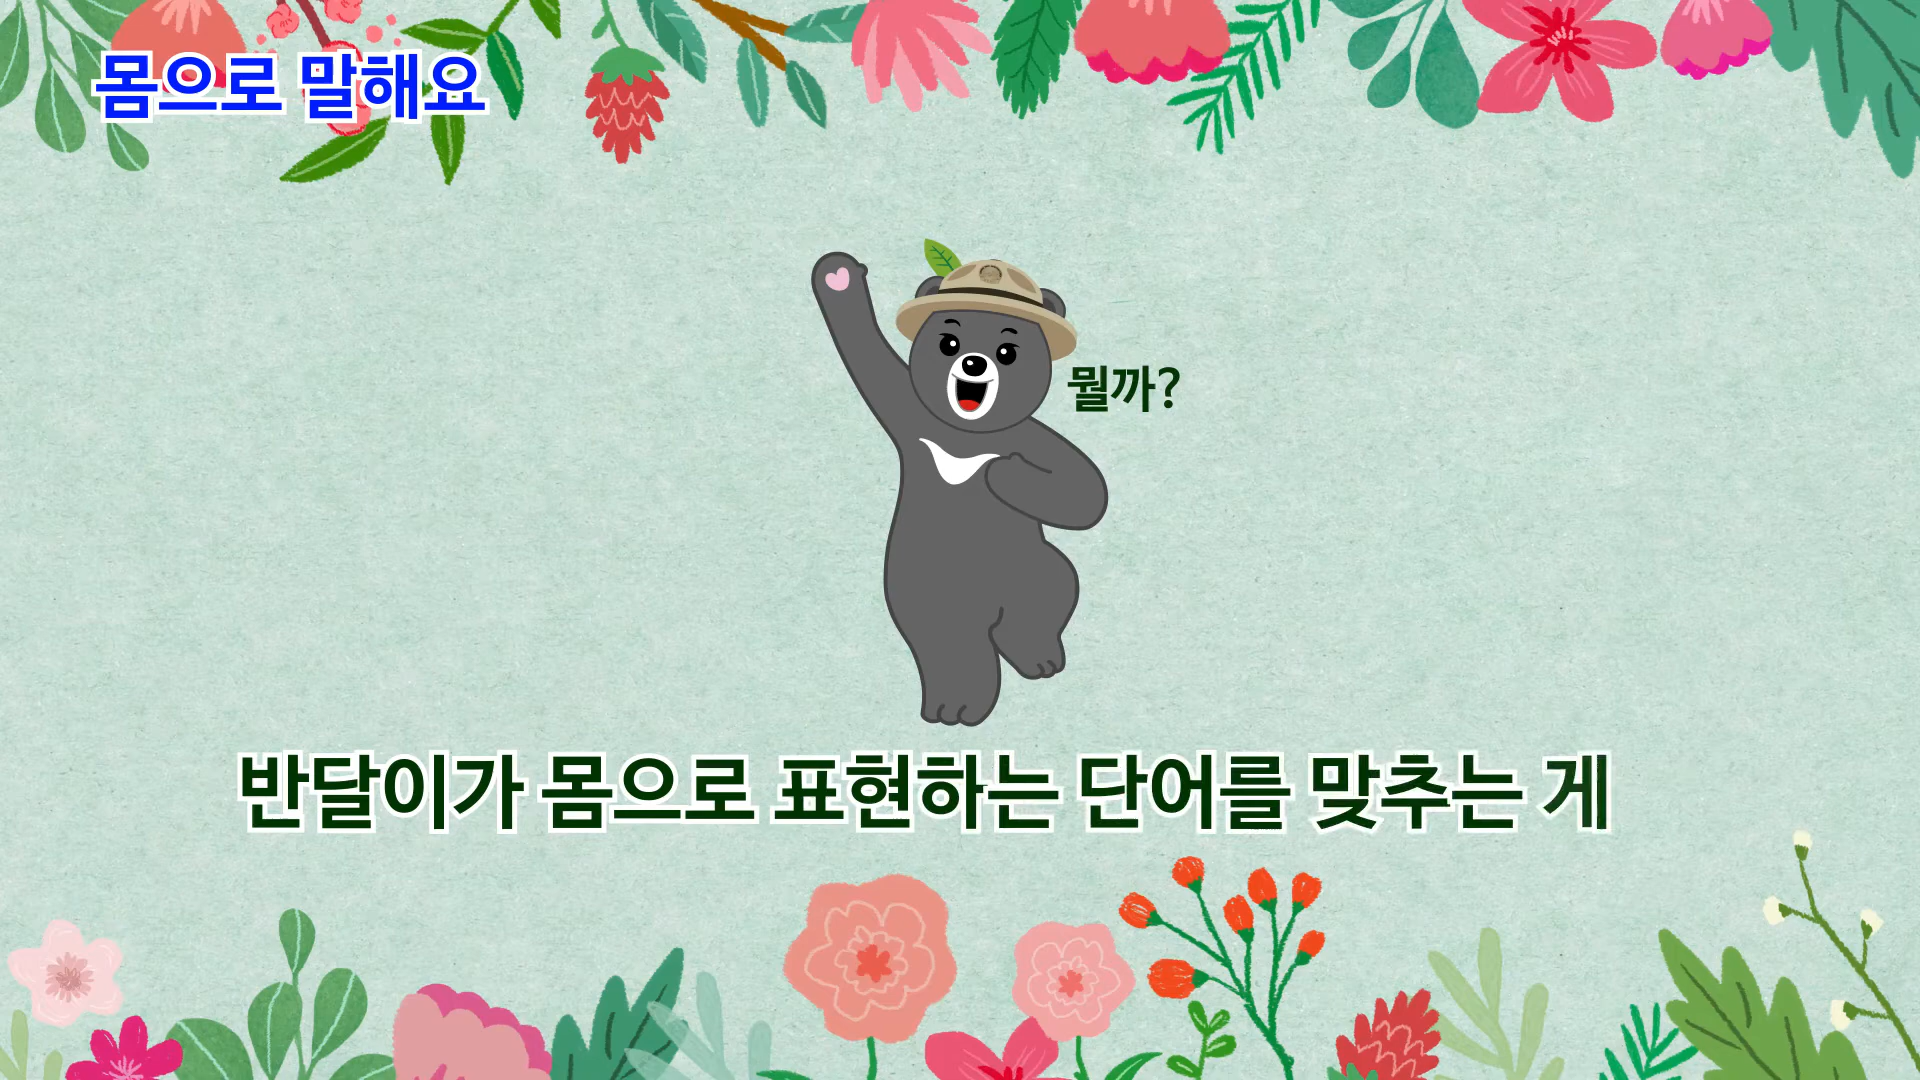 몸으로 말해요
뭘까?
반달이가 몸으로 표현하는 단어를 맞추는 게